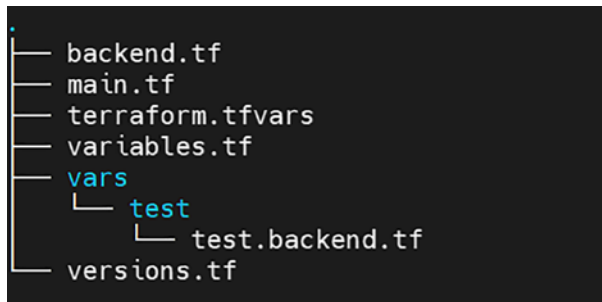 .
├── backend.tf
├── main.tf
├── terraform.tfvars
├── variables.tf
├── vars
│   └── test
│       └── test.backend.tf
└── versions.tf